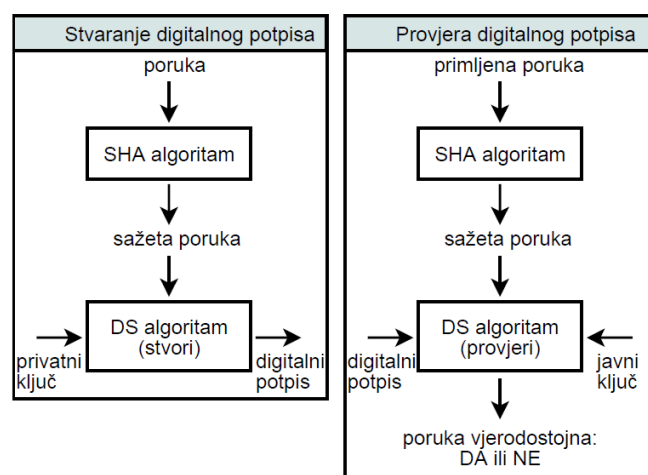 Stvaranje digitalnog potpisa
poruka
SHA algoritam
sažeta poruka
DS algoritam
(stvori)
privatni
ključ
digitalni
potpis
Provjera digitalnog potpisa
primljena poruka
SHA algoritam
sažeta poruka
DS algoritam
(provjeri)
digitalni
potpis
javni
ključ
poruka vjerodostojna:
DA ili NE